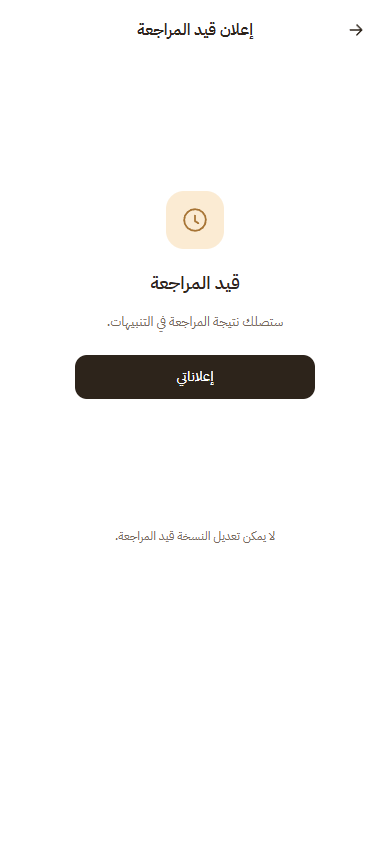 إعلان قيد المراجعة
قيد المراجعة
ستصلك نتيجة المراجعة في التنبيهات.
إعلاناتي
لا يمكن تعديل النسخة قيد المراجعة.